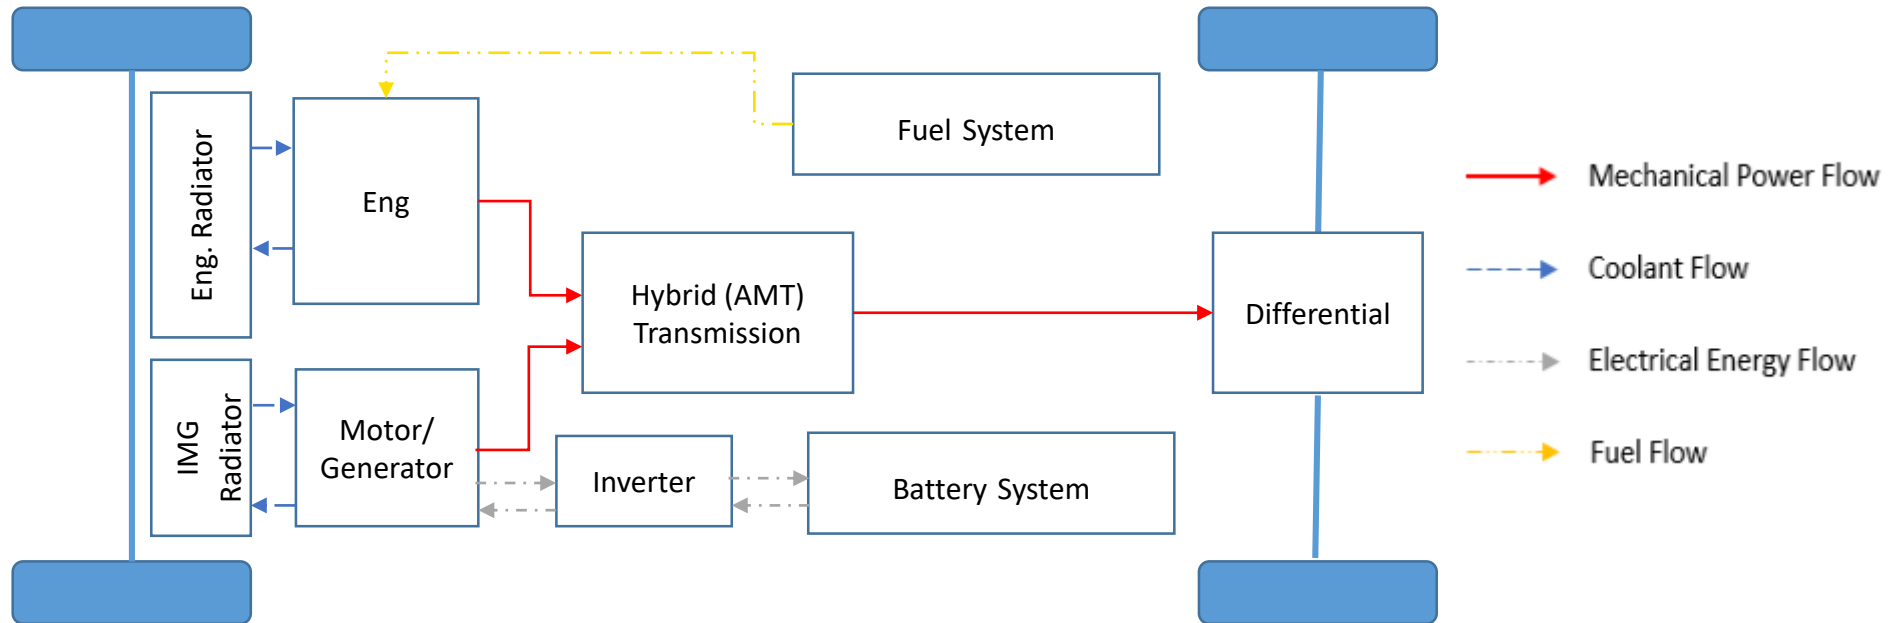 Fuel System
Eng. Radiator
Eng
Mechanical Power Flow
Coolant Flow
Hybrid (AMT)
Transmission
Differential
Electrical Energy Flow
IMG
Radiator
Motor/
Generator
Inverter
Battery System
Fuel Flow